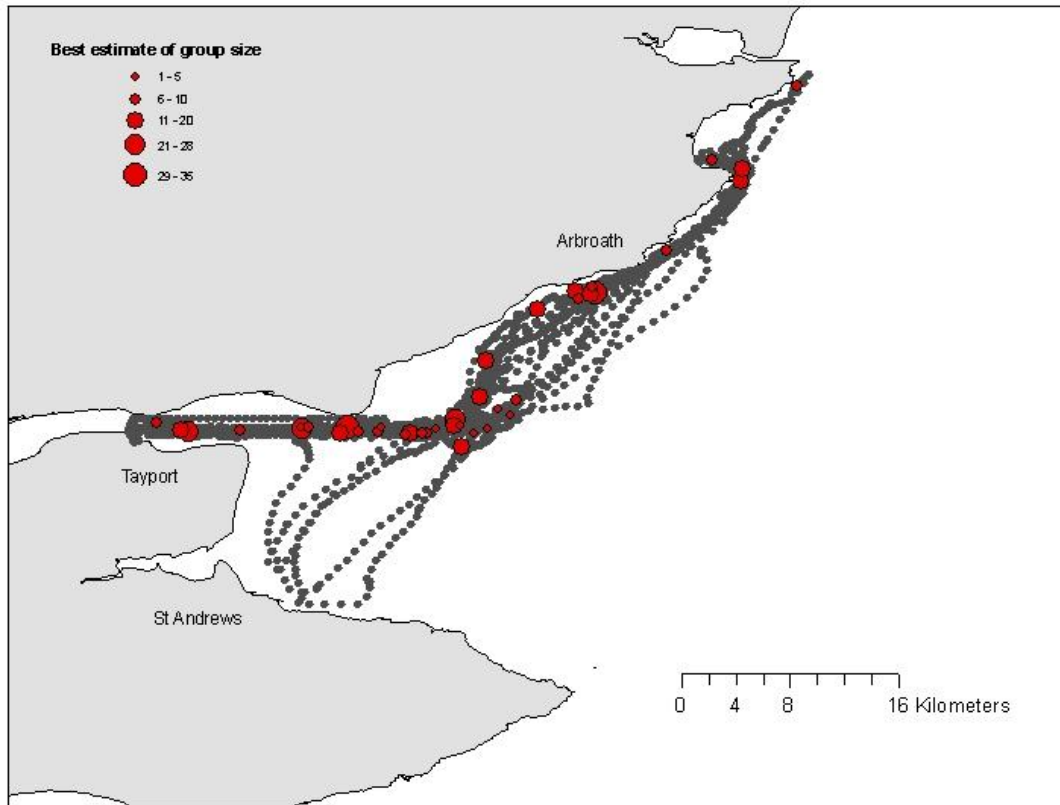 Best estimate of group size
1 - 5
6 - 10
11 - 20
21 - 28
29 - 35
Arbroath
Tayport
St Andrews
0 4 8 16 Kilometers